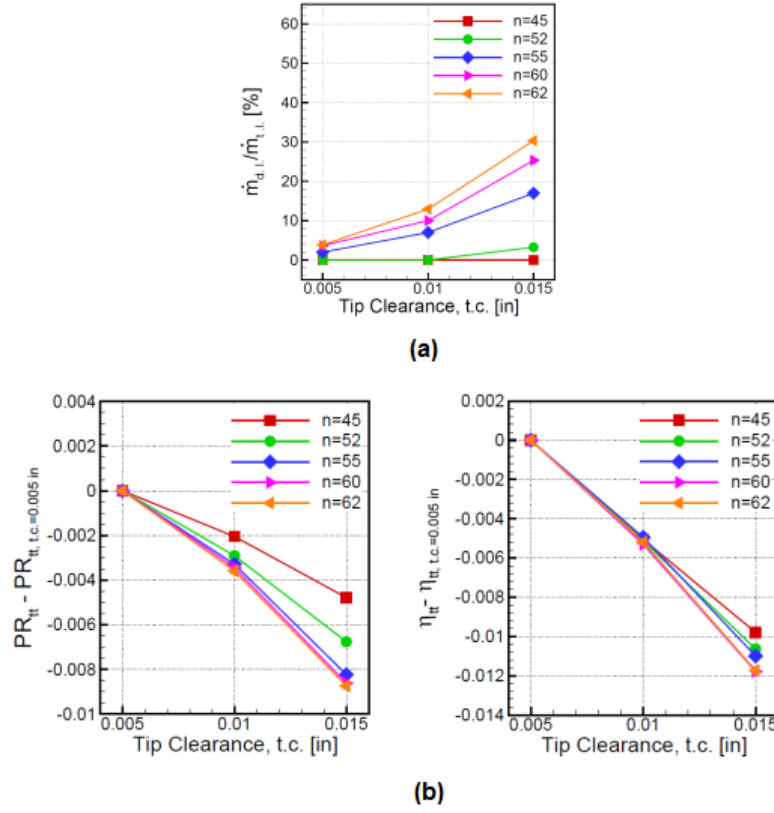 n=45
n=52
n=55
n=60
n=62
60
50
40
30
20
10
0
ṁd.l./ṁt.l. [%]
0.005 0.01 0.015
Tip Clearance, t.c. [in]
(a)
0.004
0.002
0
-0.002
-0.004
-0.006
-0.008
-0.01
PRtt - PRtt, t.c.=0.005 in
n=45
n=52
n=55
n=60
n=62
0.005 0.01 0.015
Tip Clearance, t.c. [in]
0.002
0
-0.002
-0.004
-0.006
-0.008
-0.01
-0.012
-0.014
ηtt- ηtt, t.c.=0.005 in
n=45
n=52
n=55
n=60
n=62
0.005 0.01 0.015
Tip Clearance, t.c. [in]
(b)